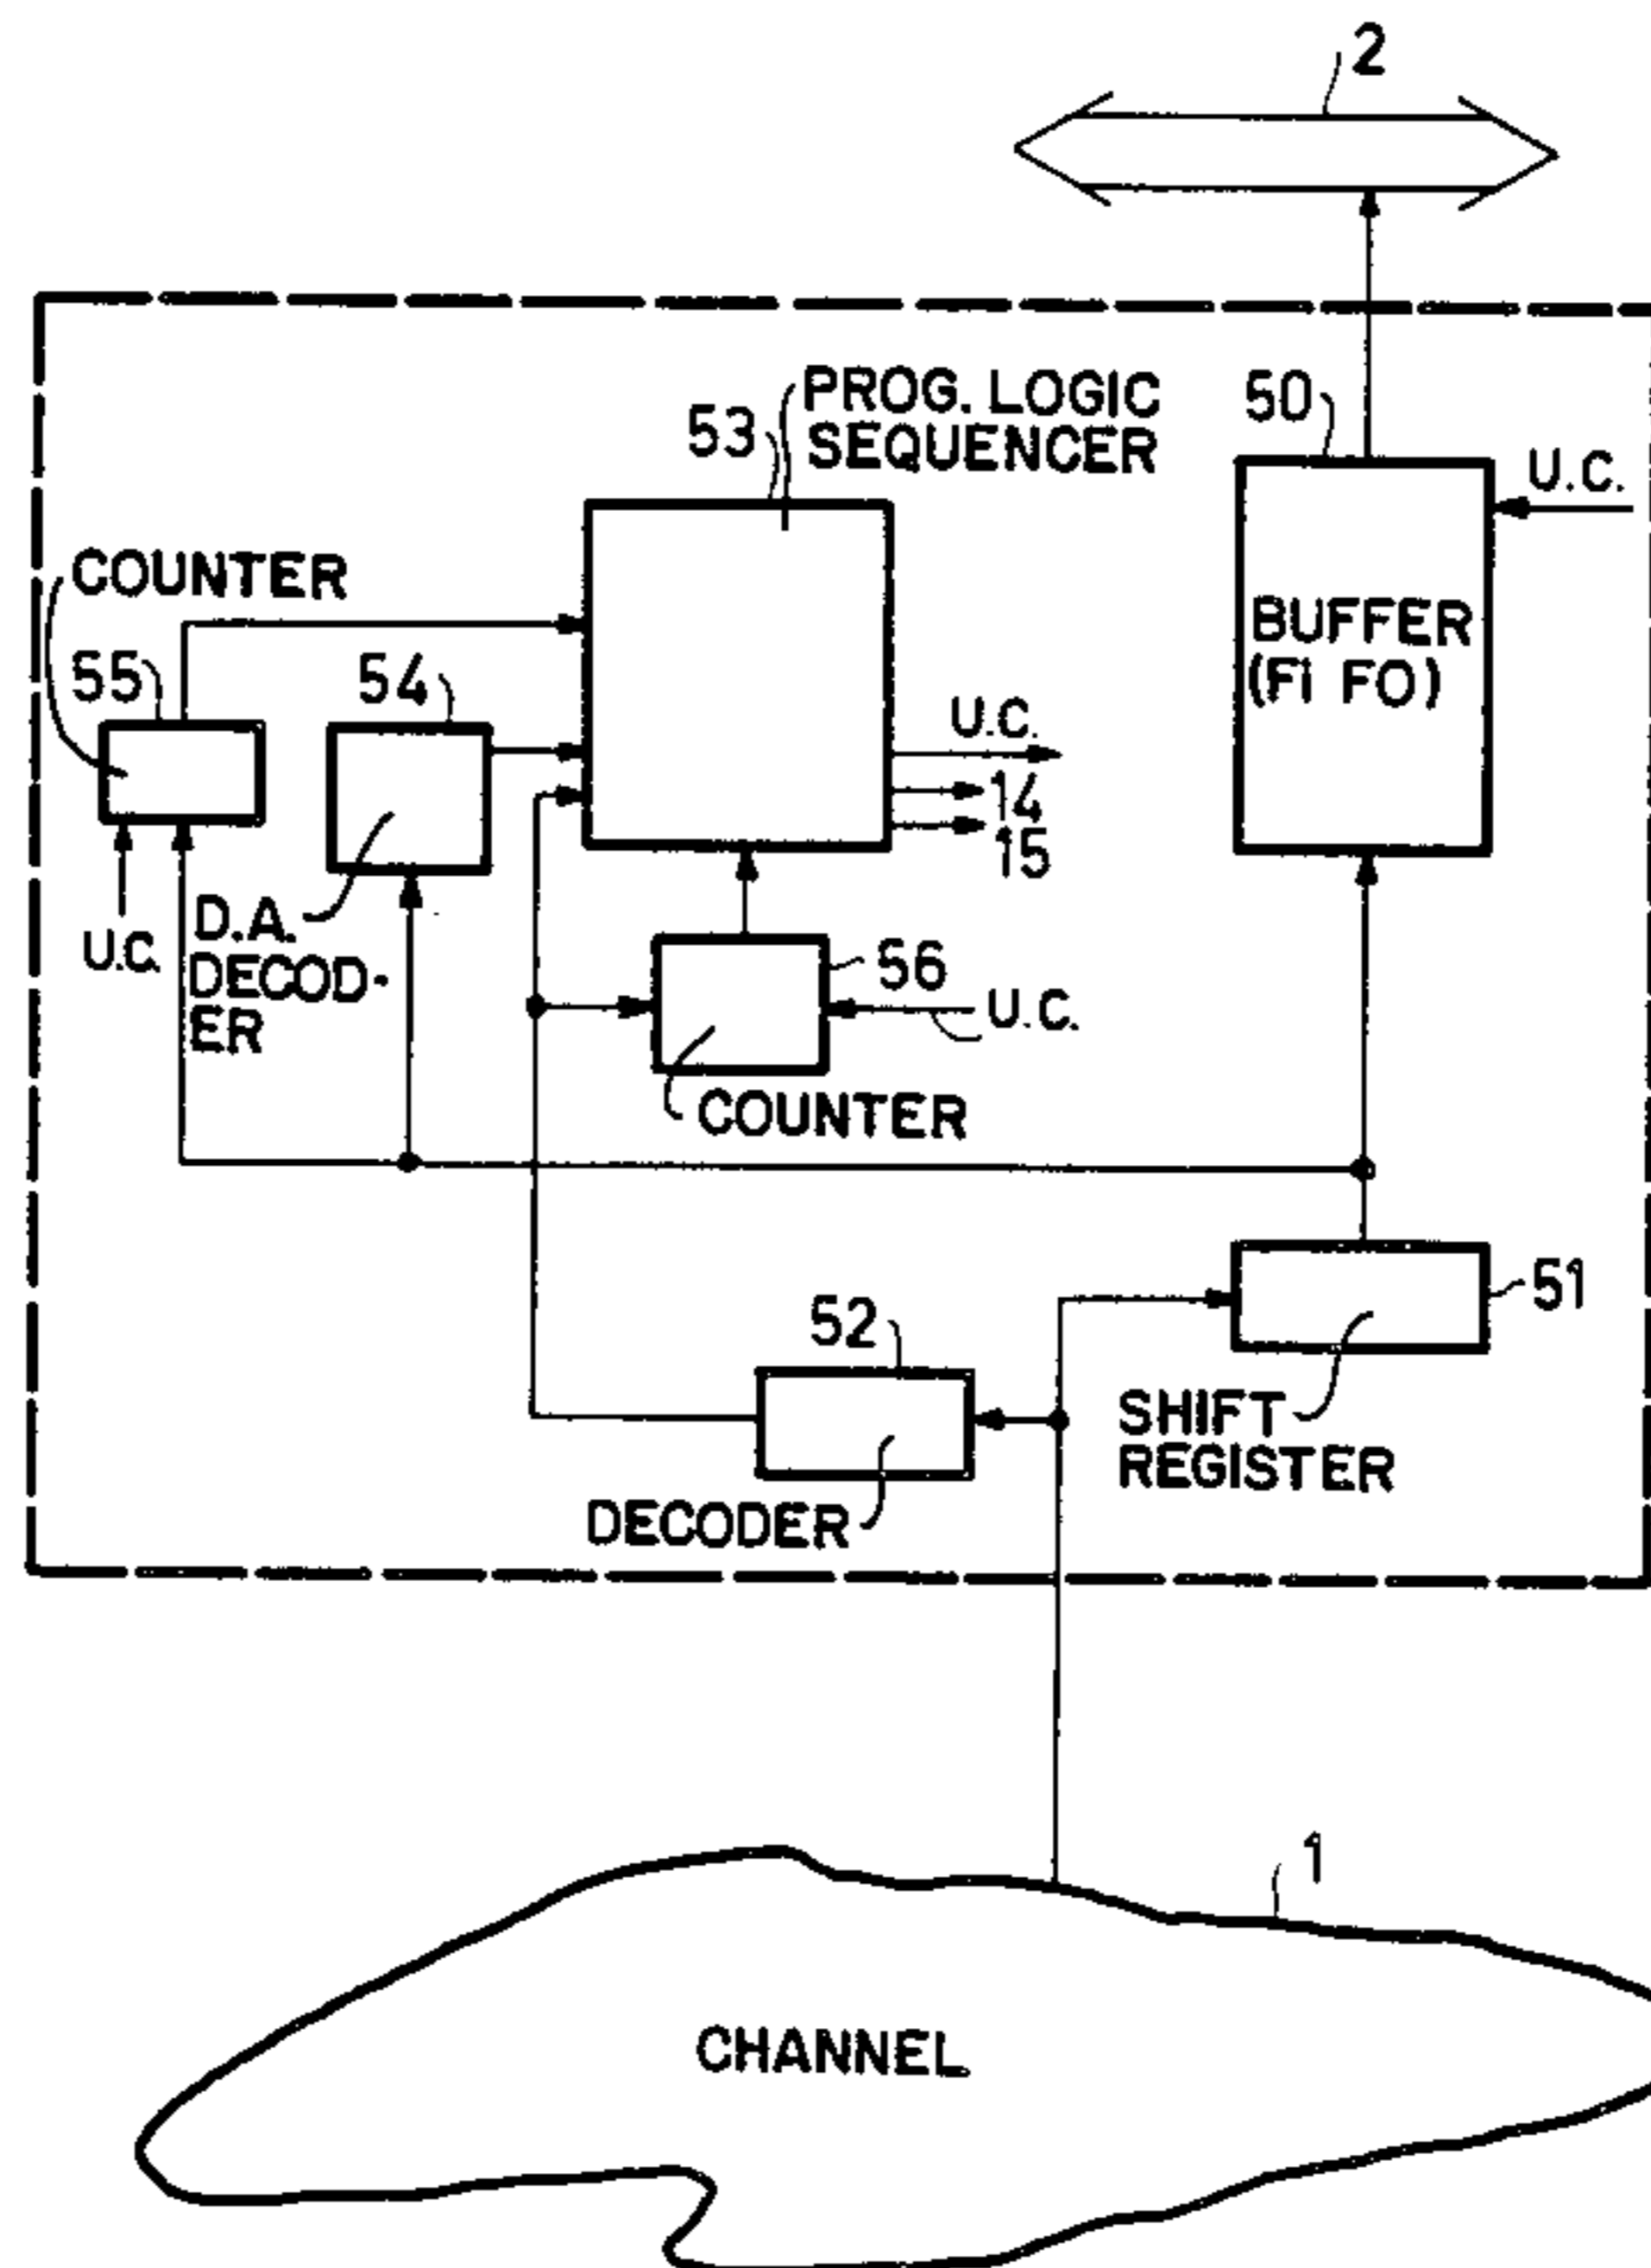 2
PROG. LOGIC
SEQUENCER
53
50
U.C.
COUNTER
BUFFER
(Fi FO)
55
54
U.C.
14
15
U.C.
D.A.
DECOD-
ER
56
U.C.
COUNTER
51
52
SHIFT
REGISTER
DECODER
1
CHANNEL